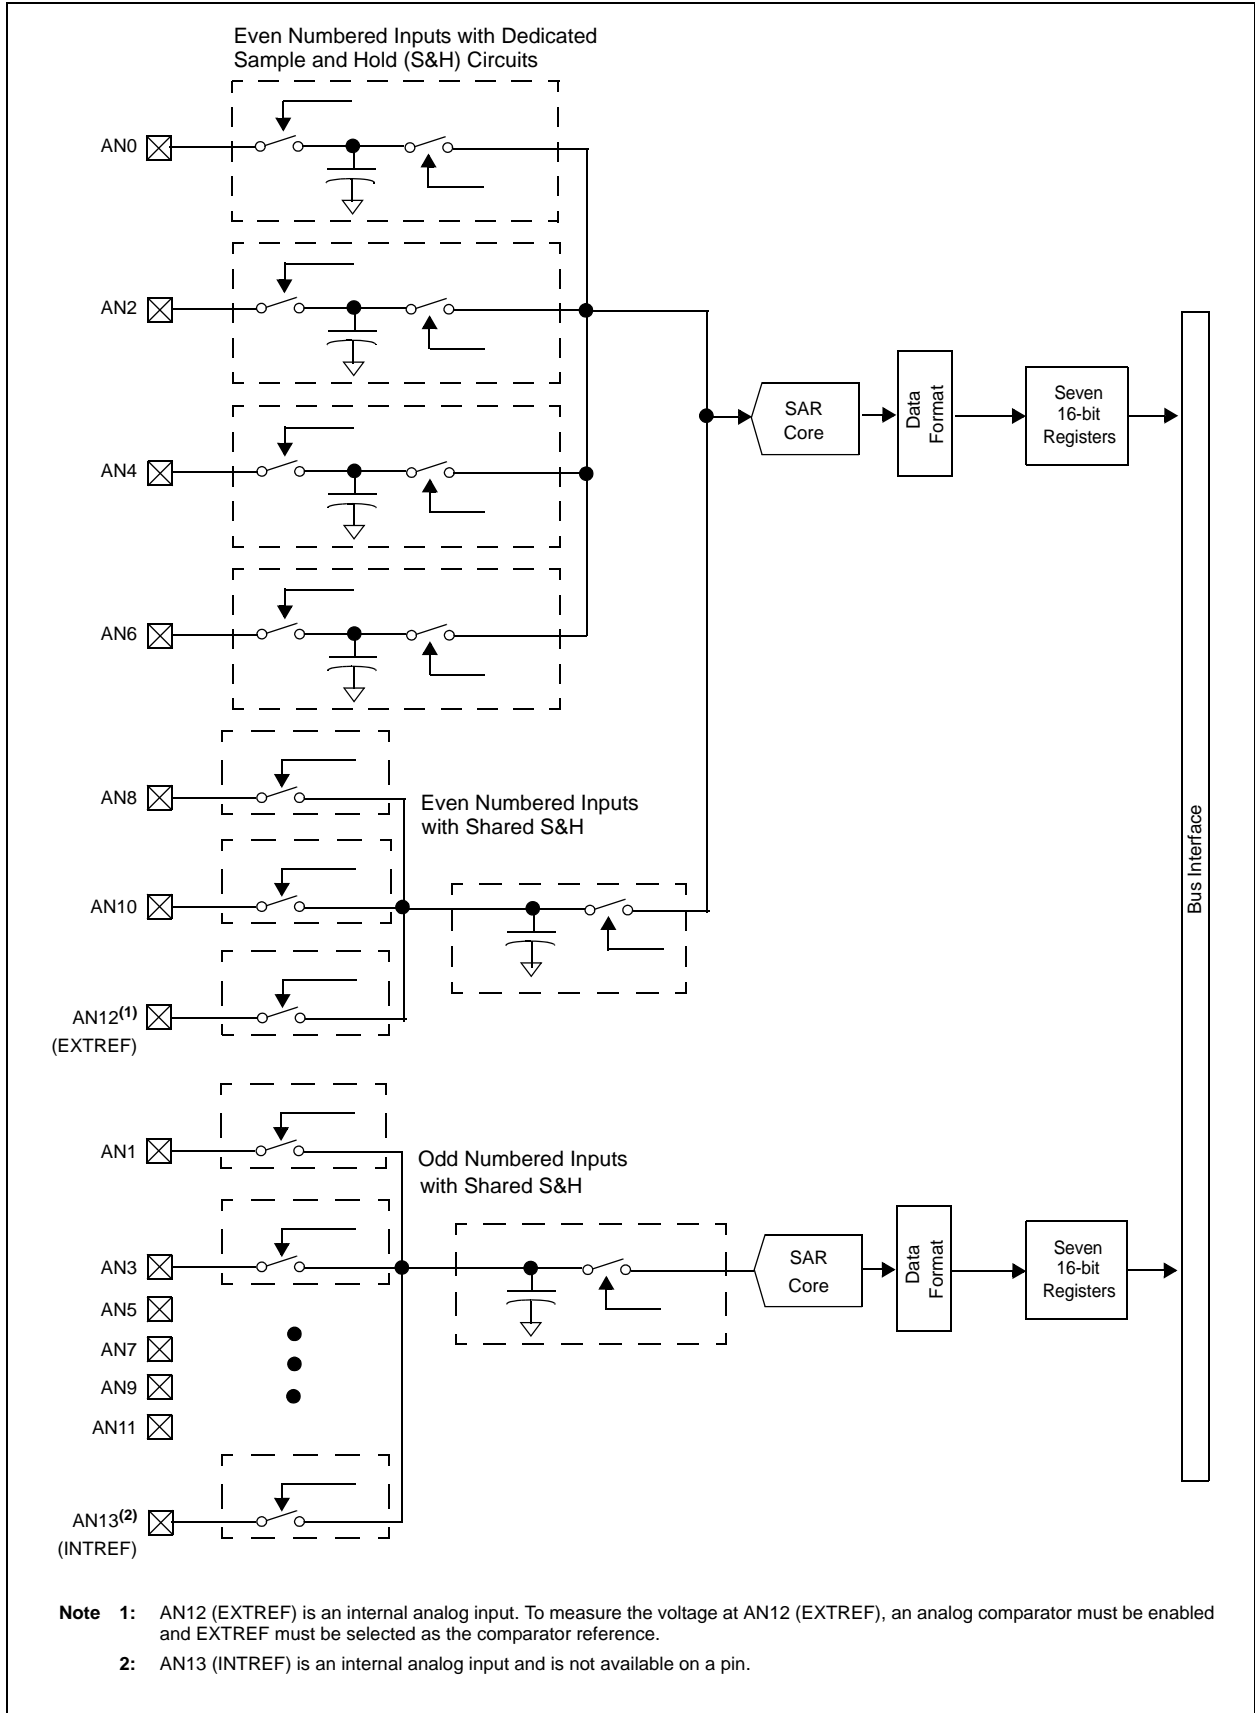 Even Numbered Inputs with Dedicated
Sample and Hold (S&H) Circuits
AN0
AN2
AN4
AN6
SAR
Core
Data
Format
Seven
16-bit
Registers
Bus Interface
AN8
Even Numbered Inputs
with Shared S&H
AN10
AN12(1)
(EXTREF)
AN1
Odd Numbered Inputs
with Shared S&H
AN3
SAR
Core
Data
Format
Seven
16-bit
Registers
AN5
AN7
AN9
AN11
AN13(2)
(INTREF)
Note 1: AN12 (EXTREF) is an internal analog input. To measure the voltage at AN12 (EXTREF), an analog comparator must be enabled
and EXTREF must be selected as the comparator reference.
2: AN13 (INTREF) is an internal analog input and is not available on a pin.